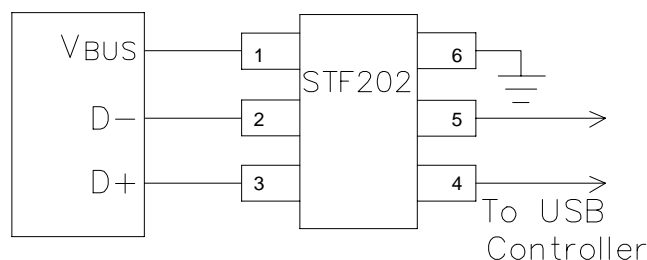 VBUS
1
6
STF202
D-
2
5
D+
3
4
To USB
Controller